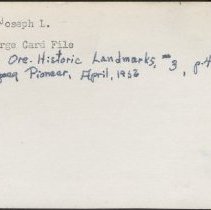 Joseph L.
rge Card File
Ore. Historic Landmarks, #3, p.4
Pioneer, April, 1956